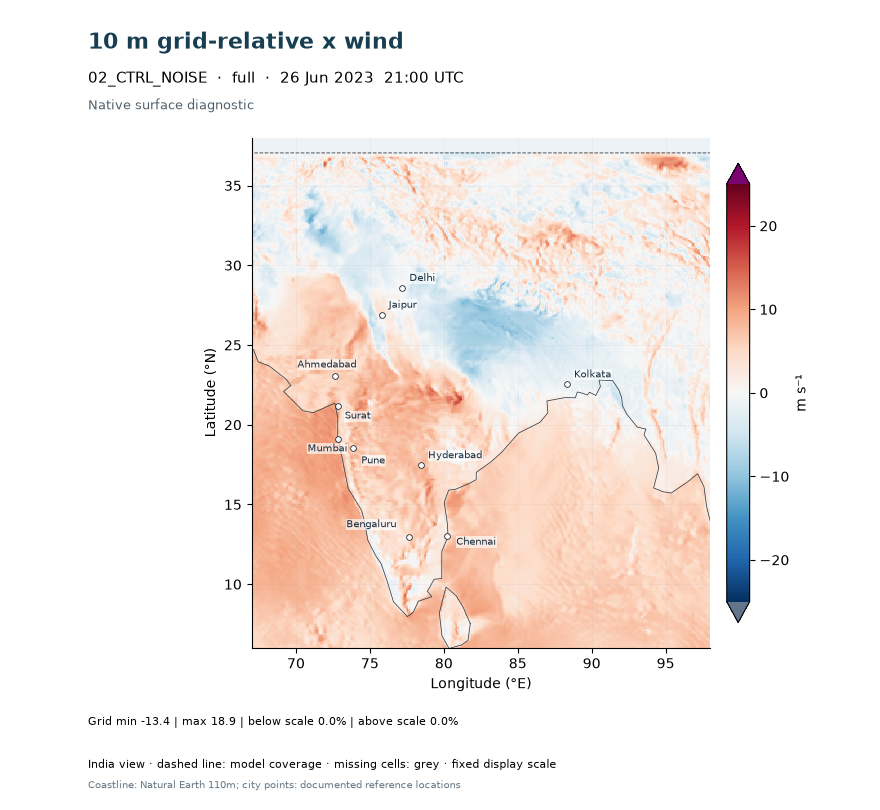 10 m grid-relative x wind
02_CTRL_NOISE · full · 26 Jun 2023 21:00 UTC
Native surface diagnostic
35
30
25
20
15
10
Latitude (°N)
Delhi
Jaipur
Ahmedabad
Kolkata
Surat
Mumbai
Pune
Hyderabad
Bengaluru
Chennai
70
75
80
85
90
95
Longitude (°E)
20
10
0
−10
−20
m s⁻¹
Grid min -13.4 | max 18.9 | below scale 0.0% | above scale 0.0%
India view · dashed line: model coverage · missing cells: grey · fixed display scale
Coastline: Natural Earth 110m; city points: documented reference locations